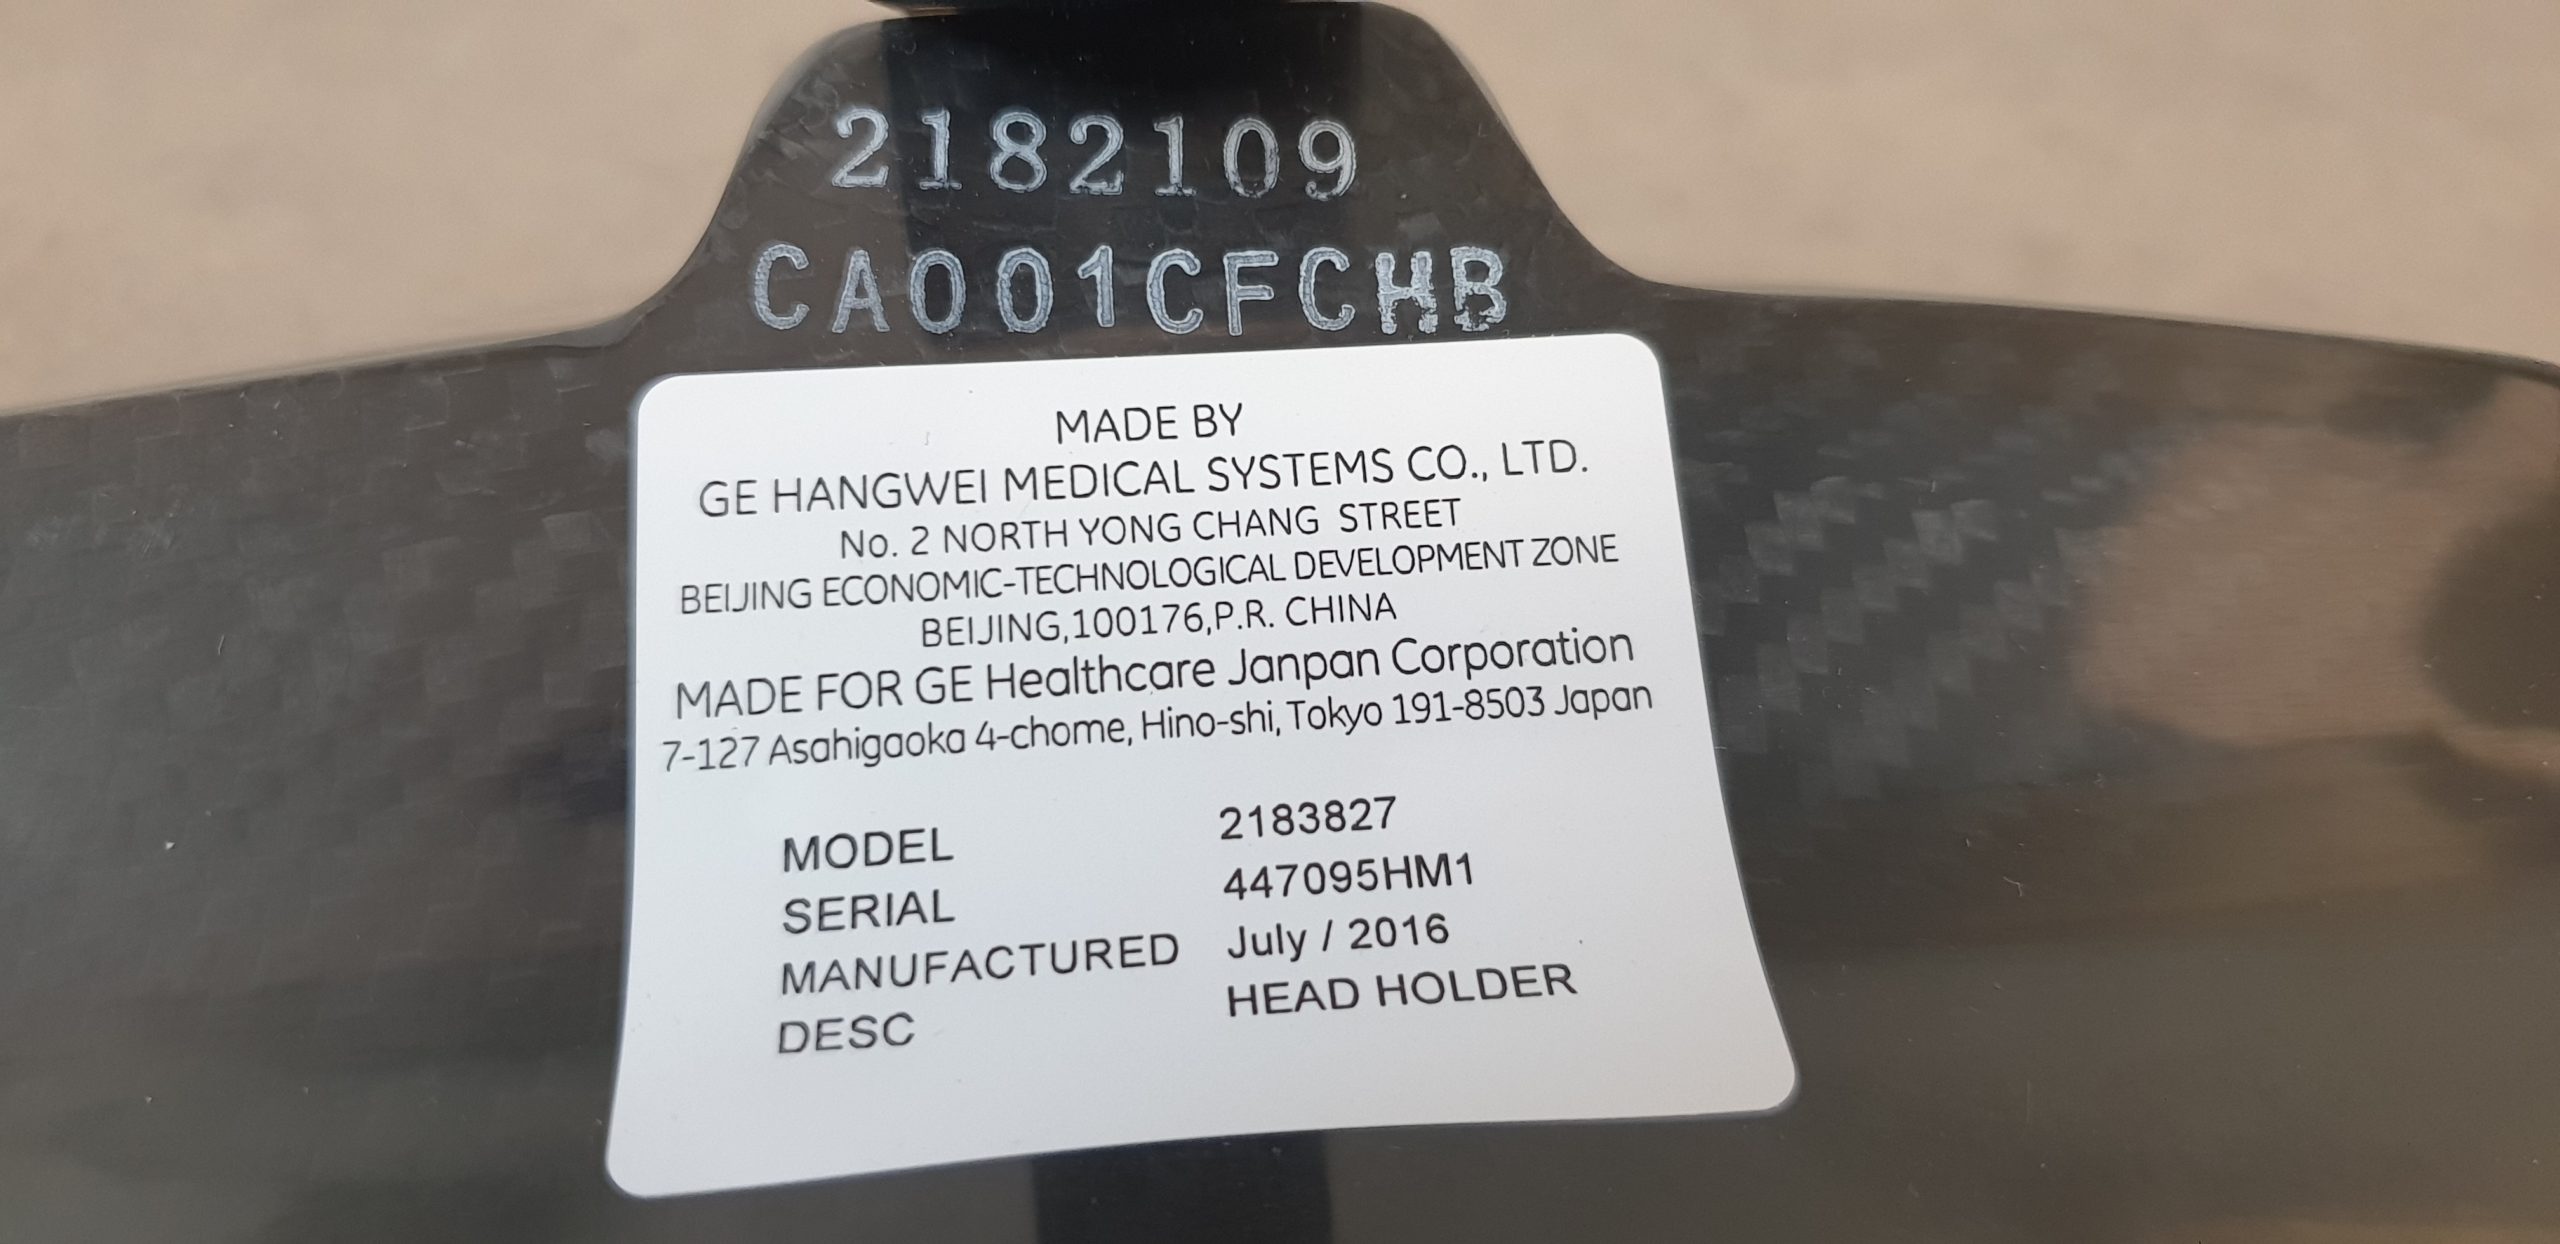 2182109
CA001CFCHB
MADE BY
GE HANGWEI MEDICAL SYSTEMS CO., LTD.
No. 2 NORTH YONG CHANG STREET
BEIJING ECONOMIC-TECHNOLOGICAL DEVELOPMENT ZONE
BEIJING,100176,P.R. CHINA
MADE FOR GE Healthcare Janpan Corporation
7-127 Asahigaoka 4-chome, Hino-shi, Tokyo 191-8503 Japan
MODEL 2183827
SERIAL 447095HM1
MANUFACTURED July / 2016
DESC HEAD HOLDER